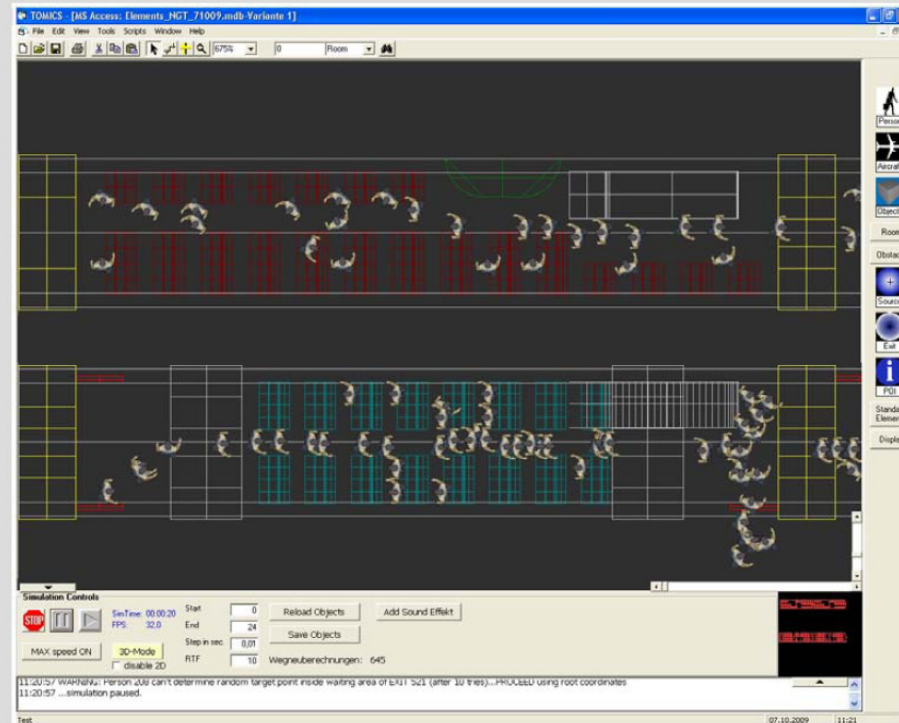 TOMICS - [MS Access: Elements_NGT_71009.mdb-Variante 1]
File Edit View Tools Scripts Window Help
675% 0 Room
Person
Aircraft
Object
Room
Obstac
Source
Exit
POI
Standa
Elemen
Display
Simulation Controls
STOP
SimTime: 00:00:20
FPS: 32,0
MAX speed ON
3D-Mode
disable 2D
Start 0
End 24
Step in sec 0,01
RTF 10
Reload Objects
Add Sound Effekt
Save Objects
Wegneuberechnungen: 645
11:20:57 WARNING: Person 208 can't determine random target point inside waiting area of EXIT 521 (after 10 tries)...PROCEED using root coordinates
11:20:57 ...simulation paused.
Test 07.10.2009 11:21